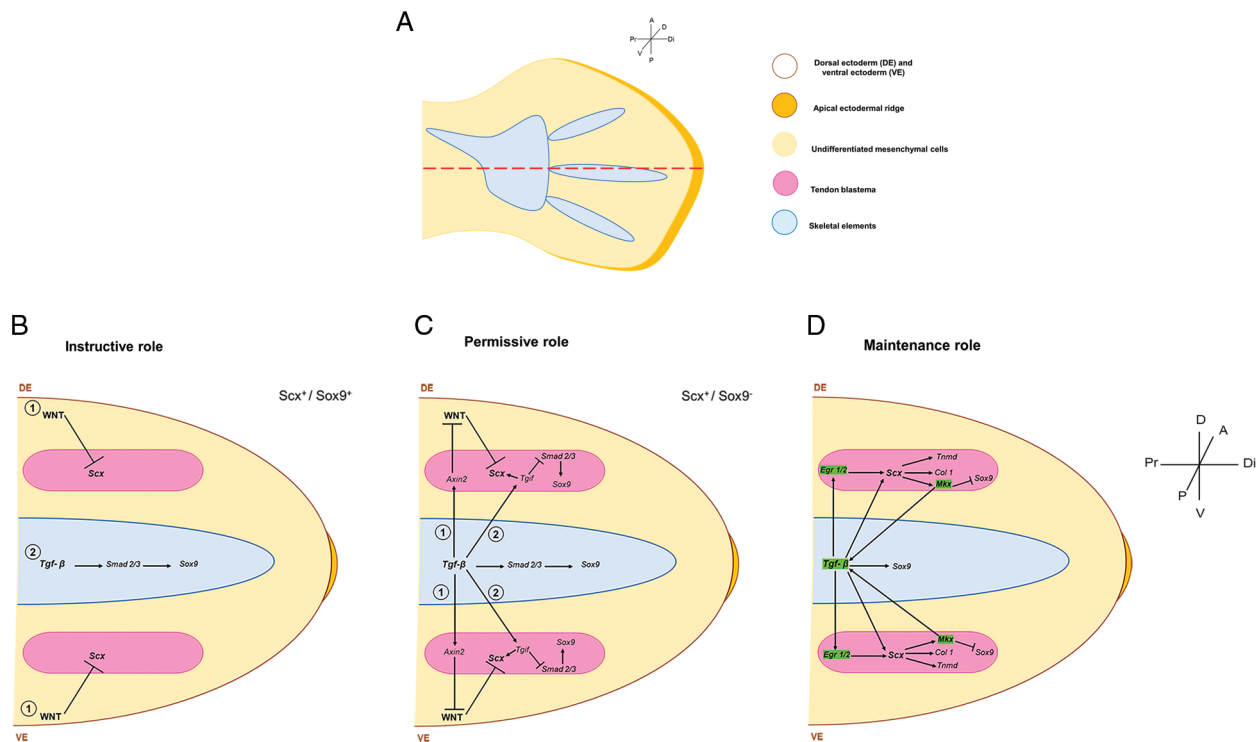 A
A
D
Pr
Di
V
P
Dorsal ectoderm (DE) and
ventral ectoderm (VE)
Apical ectodermal ridge
Undifferentiated mesenchymal cells
Tendon blastema
Skeletal elements
B
Instructive role
DE
Scx+/ Sox9+
1 WNT
Scx
2
Tgf- β Smad 2/3 Sox9
Scx
1 WNT
VE
C
Permissive role
DE
Scx+/ Sox9-
WNT
Smad 2/3
Scx
Axin2 Tgif Sox9
1 2
Tgf-β Smad 2/3 Sox9
1 2
Sox9
Axin2 Scx Tgif
Smad 2/3
WNT
VE
D
Maintenance role
DE
Tnmd
Egr 1/2 Scx Col 1
Mkx Sox9
Tgf- β Sox9
Mkx
Egr 1/2 Scx Col 1 Sox9
Tnmd
VE
D
A
Pr
Di
P
V